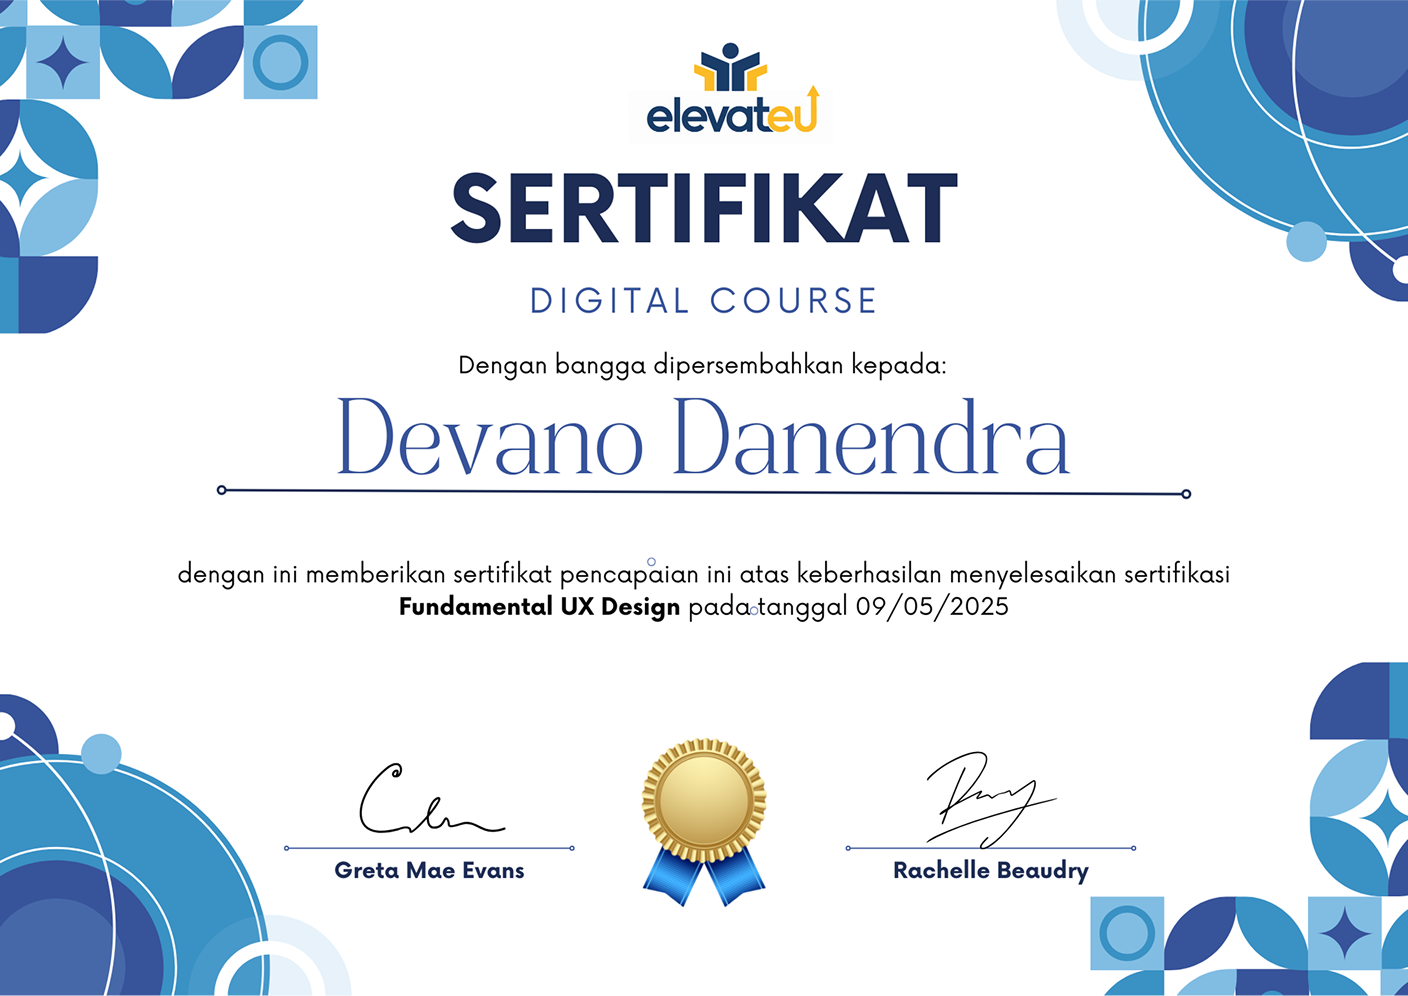 elevateu
SERTIFIKAT
DIGITAL COURSE
Dengan bangga dipersembahkan kepada:
Devano Danendra
dengan ini memberikan sertifikat pencapaian ini atas keberhasilan menyelesaikan sertifikasi
Fundamental UX Design pada tanggal 09/05/2025
Greta Mae Evans
Rachelle Beaudry